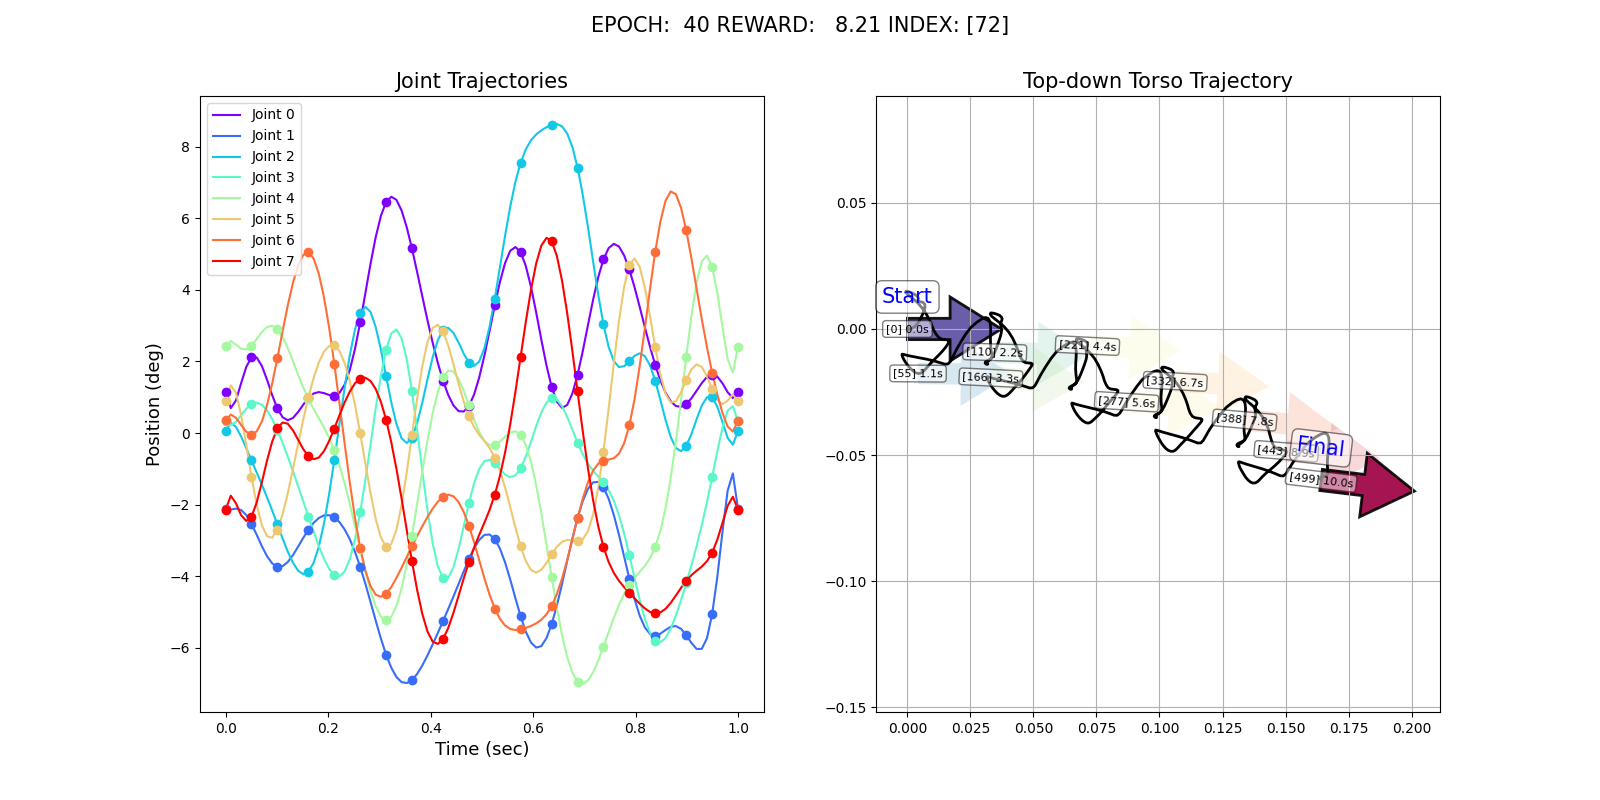 EPOCH:  40 REWARD:   8.21 INDEX: [72]
Joint Trajectories
Joint 0
Joint 1
Joint 2
Joint 3
Joint 4
Joint 5
Joint 6
Joint 7
8
6
4
2
0
−2
−4
−6
Position (deg)
0.0
0.2
0.4
0.6
0.8
1.0
Time (sec)
Top-down Torso Trajectory
0.05
0.00
−0.05
−0.10
−0.15
Start
[0] 0.0s
[55] 1.1s
[110] 2.2s
[166] 3.3s
[221] 4.4s
[277] 5.6s
[332] 6.7s
[388] 7.8s
[443] 8.9s
Final
[499] 10.0s
0.000
0.025
0.050
0.075
0.100
0.125
0.150
0.175
0.200